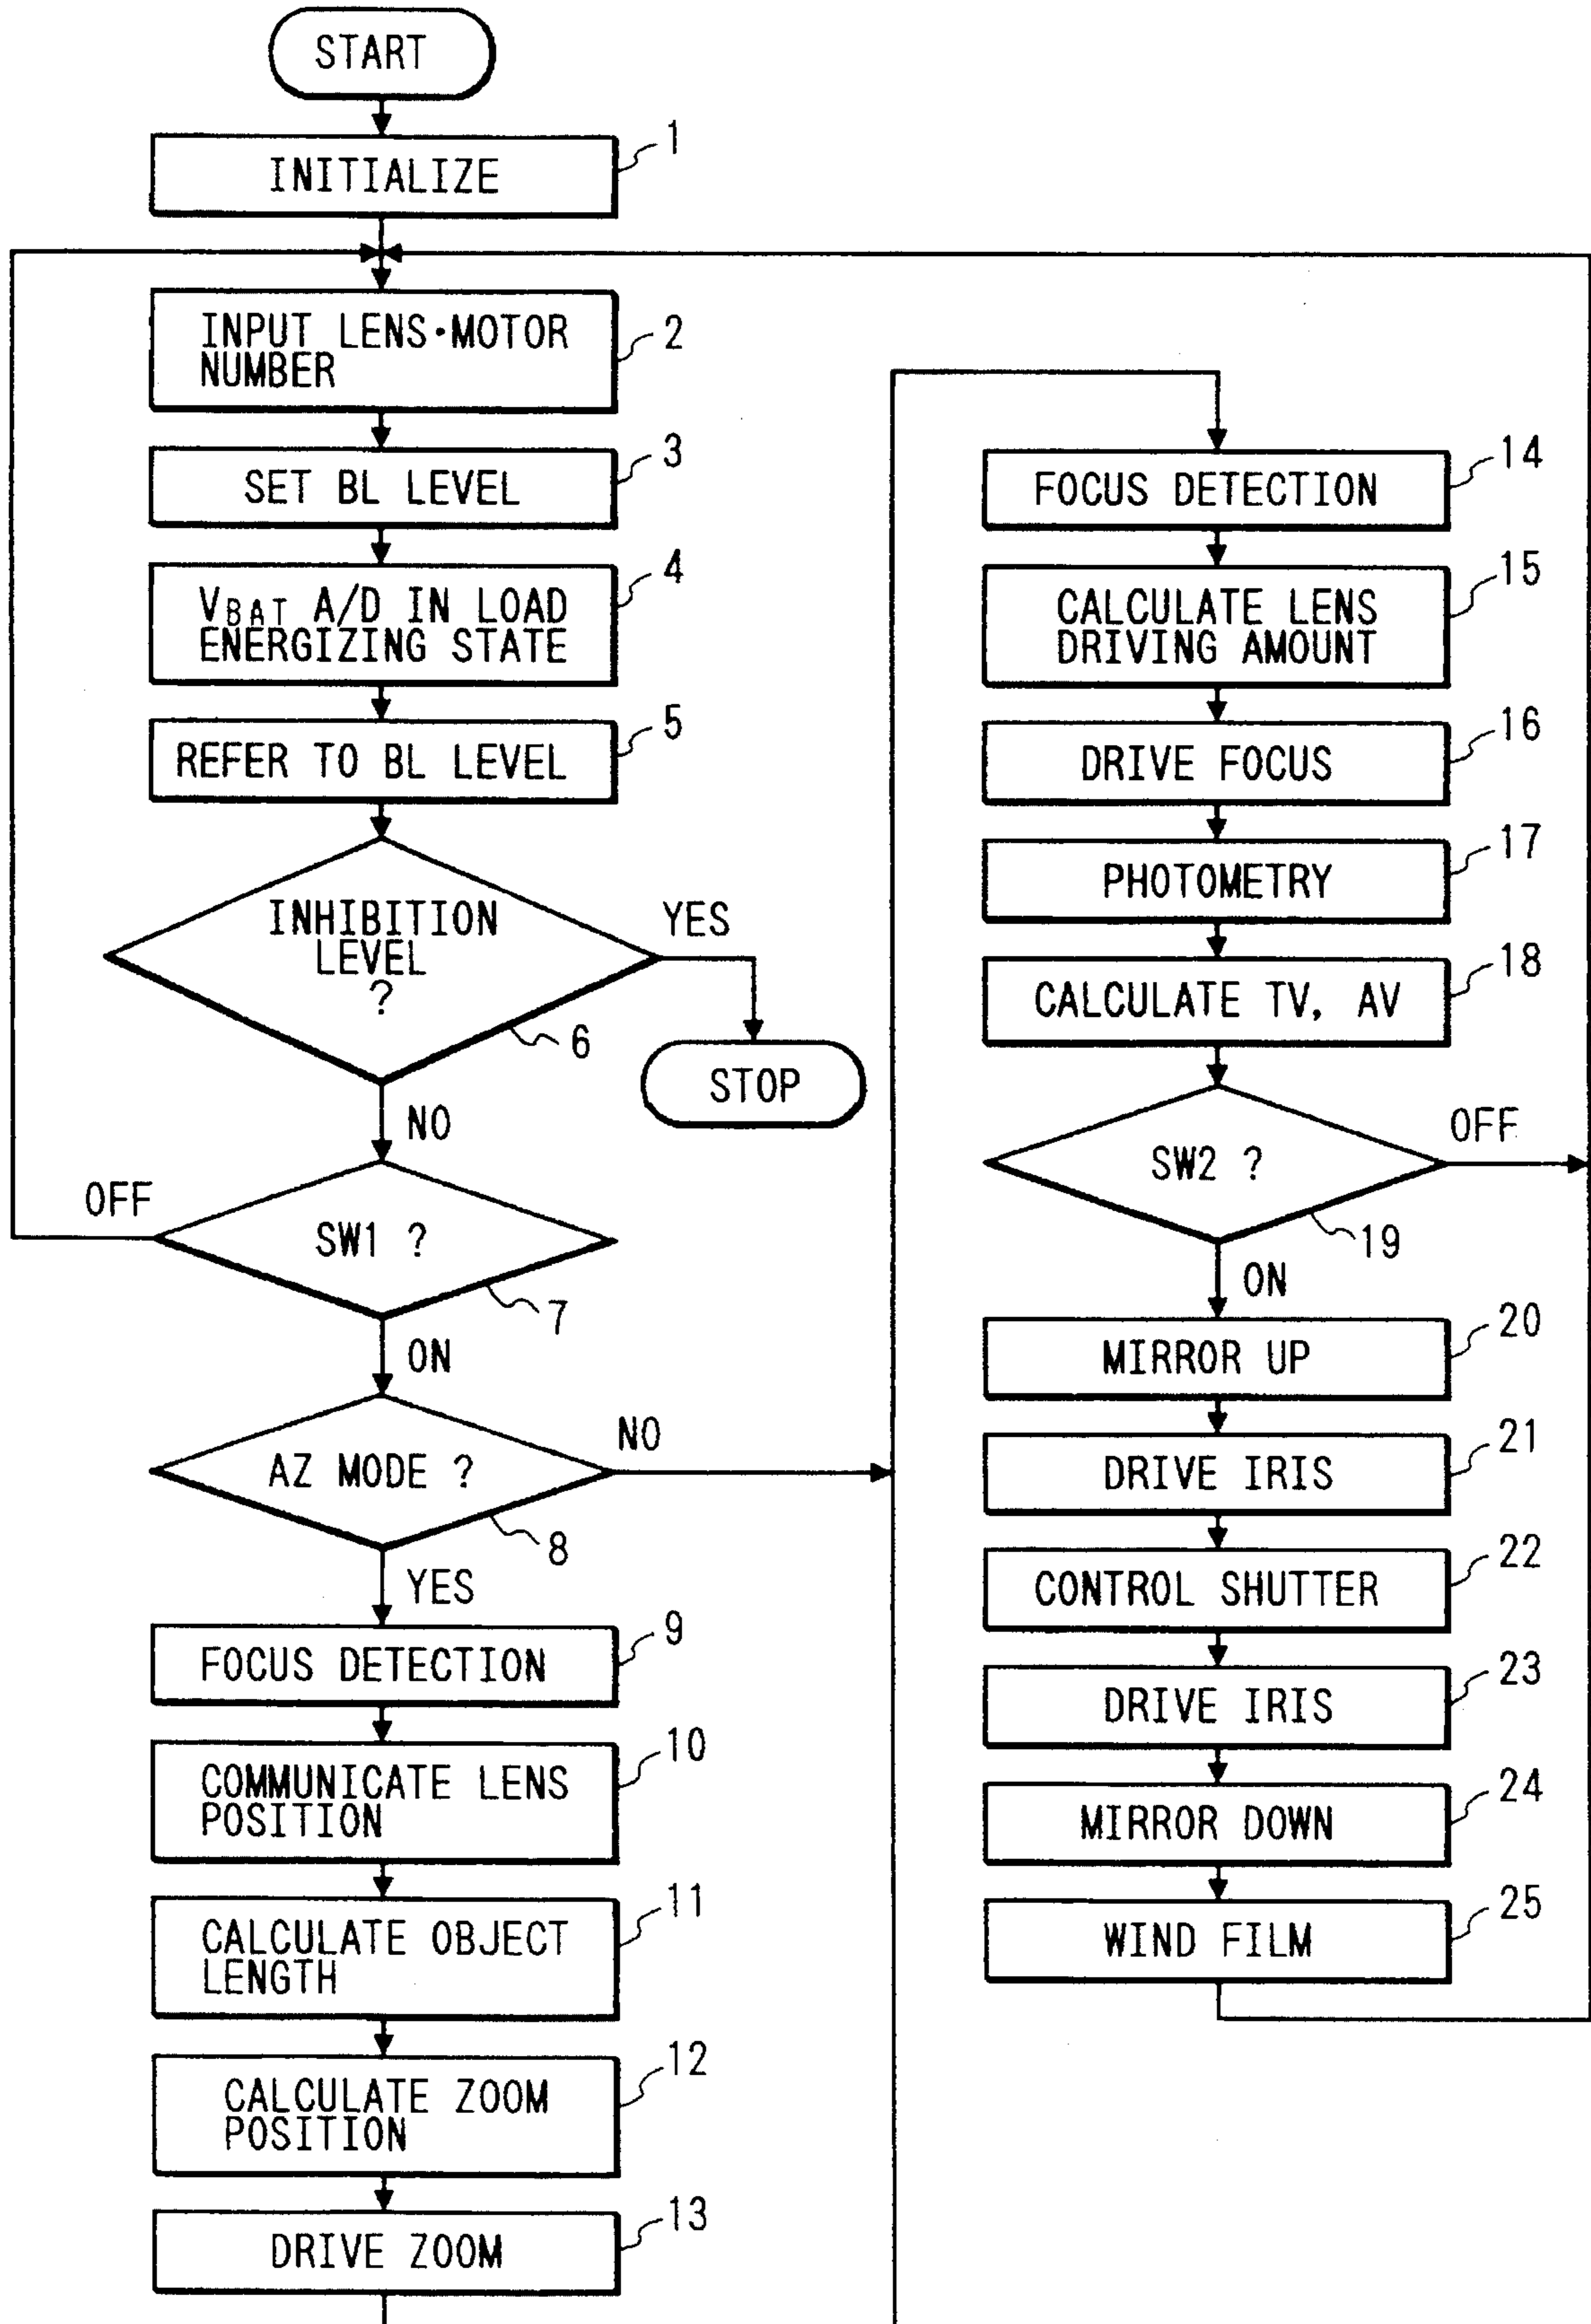 START
INITIALIZE
1
INPUT LENS·MOTOR
NUMBER
2
SET BL LEVEL
3
VBAT A/D IN LOAD
ENERGIZING STATE
4
REFER TO BL LEVEL
5
INHIBITION
LEVEL
?
6
YES
STOP
NO
SW1 ?
7
OFF
ON
AZ MODE ?
8
NO
YES
FOCUS DETECTION
9
COMMUNICATE LENS
POSITION
10
CALCULATE OBJECT
LENGTH
11
CALCULATE ZOOM
POSITION
12
DRIVE ZOOM
13
FOCUS DETECTION
14
CALCULATE LENS
DRIVING AMOUNT
15
DRIVE FOCUS
16
PHOTOMETRY
17
CALCULATE TV, AV
18
SW2 ?
19
OFF
ON
MIRROR UP
20
DRIVE IRIS
21
CONTROL SHUTTER
22
DRIVE IRIS
23
MIRROR DOWN
24
WIND FILM
25